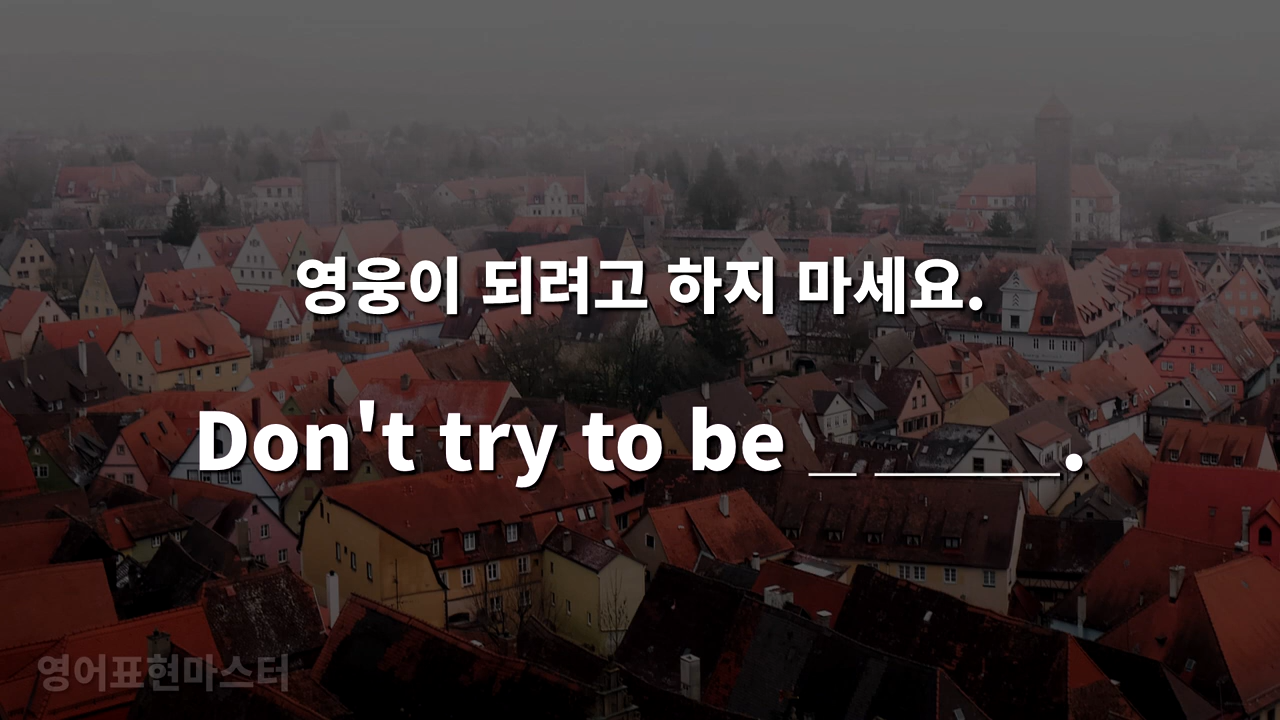 영웅이 되려고 하지 마세요.
Don't try to be _ ____.
영어표현마스터